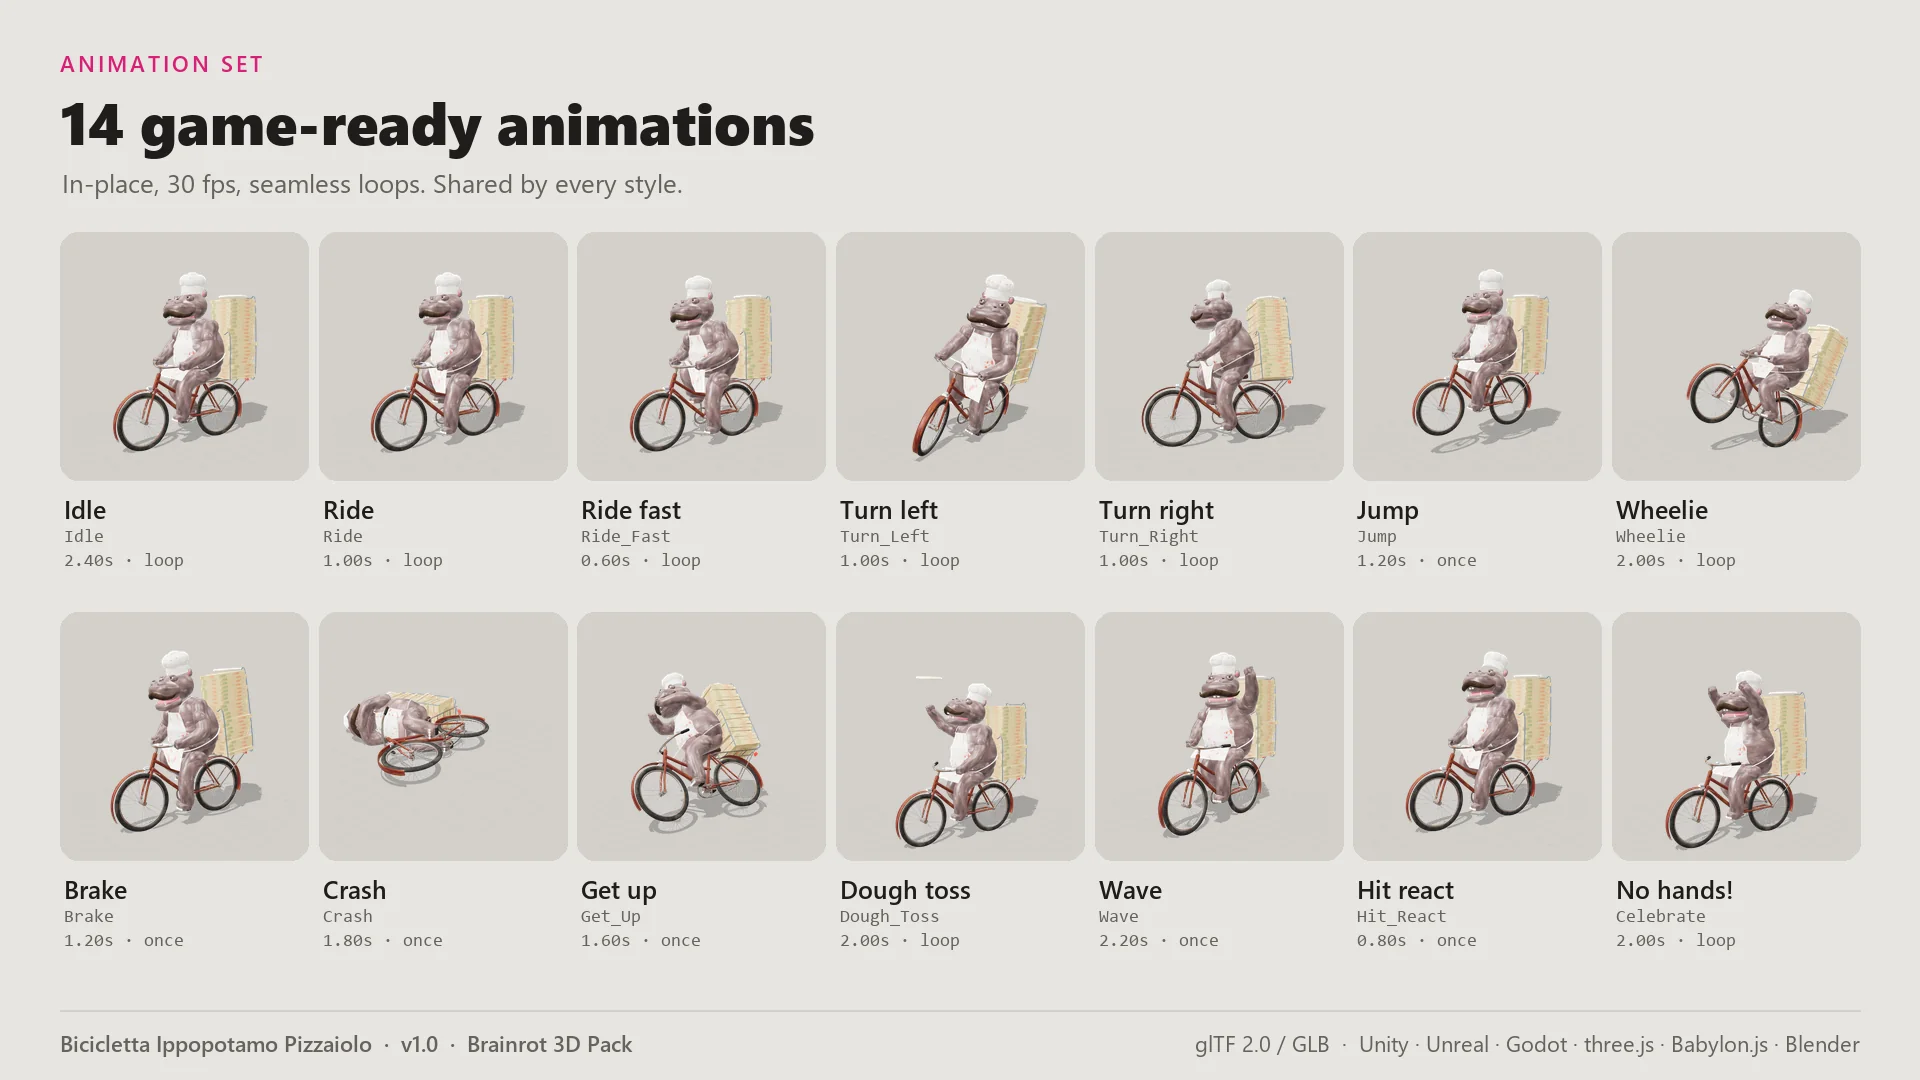 ANIMATION SET
14 game-ready animations
In-place, 30 fps, seamless loops. Shared by every style.
Idle
Idle
2.40s · loop
Ride
Ride
1.00s · loop
Ride fast
Ride_Fast
0.60s · loop
Turn left
Turn_Left
1.00s · loop
Turn right
Turn_Right
1.00s · loop
Jump
Jump
1.20s · once
Wheelie
Wheelie
2.00s · loop
Brake
Brake
1.20s · once
Crash
Crash
1.80s · once
Get up
Get_Up
1.60s · once
Dough toss
Dough_Toss
2.00s · loop
Wave
Wave
2.20s · once
Hit react
Hit_React
0.80s · once
No hands!
Celebrate
2.00s · loop
Bicicletta Ippopotamo Pizzaiolo · v1.0 · Brainrot 3D Pack
glTF 2.0 / GLB · Unity · Unreal · Godot · three.js · Babylon.js · Blender